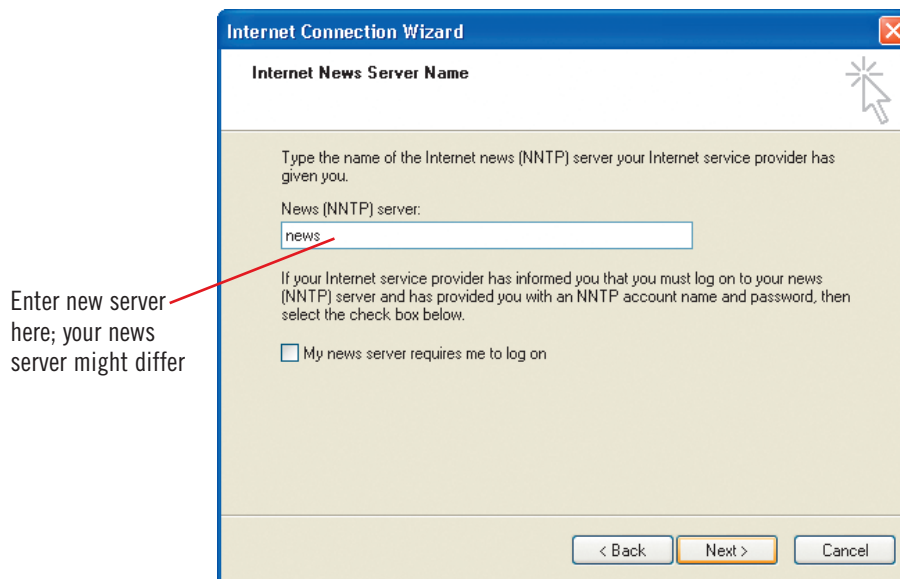 Internet Connection Wizard
Internet News Server Name
Type the name of the Internet news (NNTP) server your Internet service provider has
given you.
News (NNTP) server:
news
If your Internet service provider has informed you that you must log on to your news
(NNTP) server and has provided you with an NNTP account name and password, then
select the check box below.
My news server requires me to log on
Enter new server
here; your news
server might differ
< Back
Next >
Cancel